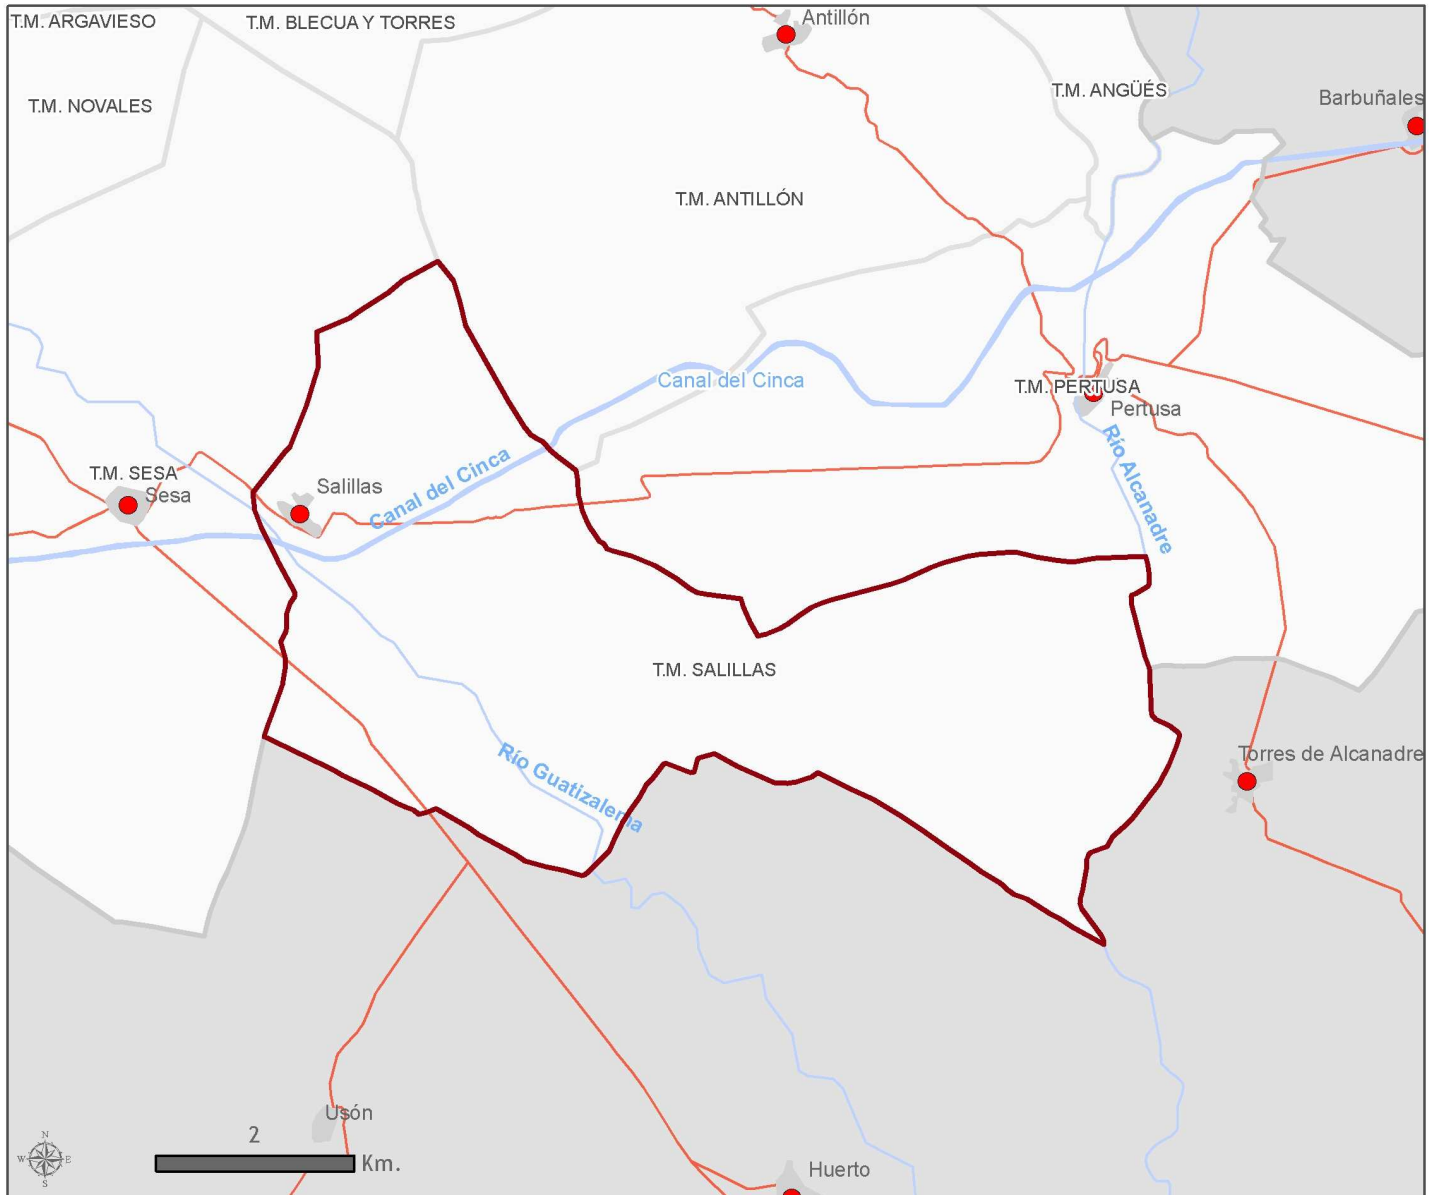 T.M. ARGAVIESO
T.M. BLECUA Y TORRES
Antillón
T.M. NOVALES
T.M. ANGÜÉS
Barbuñales
T.M. ANTILLÓN
Canal del Cinca
T.M. PERTUSA
Pertusa
Río Alcanadre
T.M. SESA
Sesa
Salillas
Canal del Cinca
T.M. SALILLAS
Río Guatizalema
Torres de Alcanadre
Usón
Huerto
2
Km.
N
W
E
S